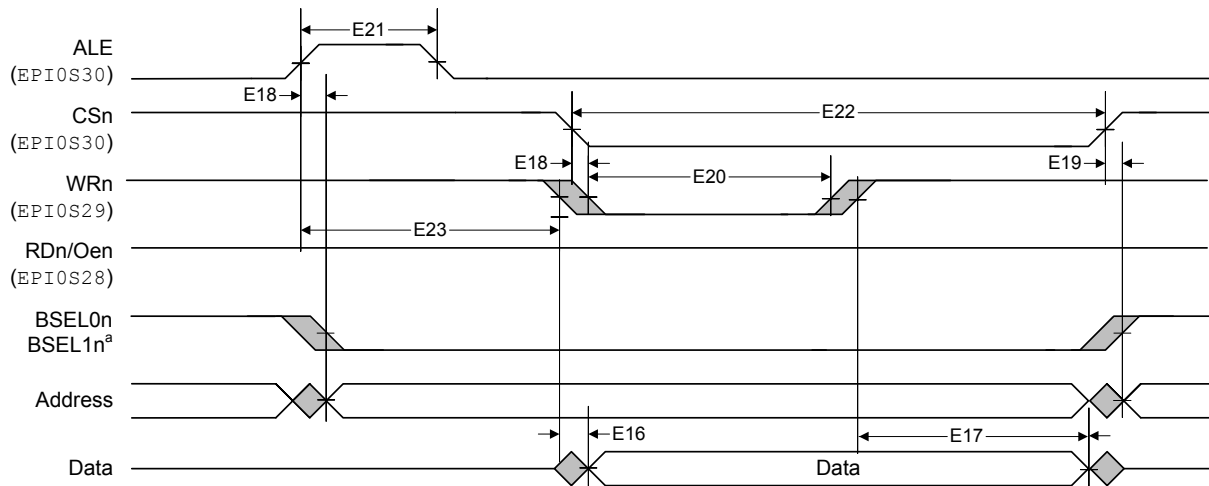 E21
ALE
(EPI0S30)
E18
CSn
E22
(EPI0S30)
E18
E20
E19
WRn
(EPI0S29)
E23
RDn/Oen
(EPI0S28)
BSEL0n
BSEL1nᵃ
Address
E16
E17
Data
Data